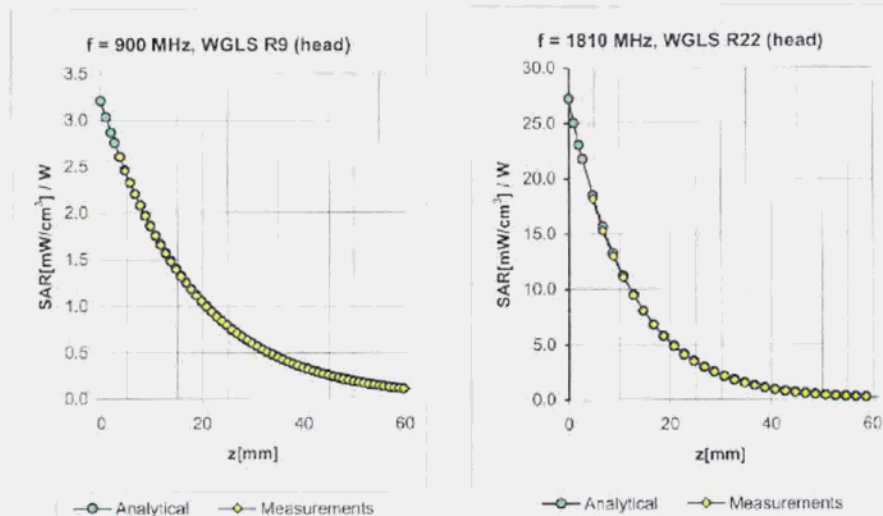 f = 900 MHz, WGLS R9 (head)
3.5
3.0
2.5
2.0
1.5
1.0
0.5
0.0
SAR[mW/cm³] / W
0
20
40
60
z[mm]
Analytical
Measurements
f = 1810 MHz, WGLS R22 (head)
30.0
25.0
20.0
15.0
10.0
5.0
0.0
SAR[mW/cm³] / W
0
20
40
60
z[mm]
Analytical
Measurements